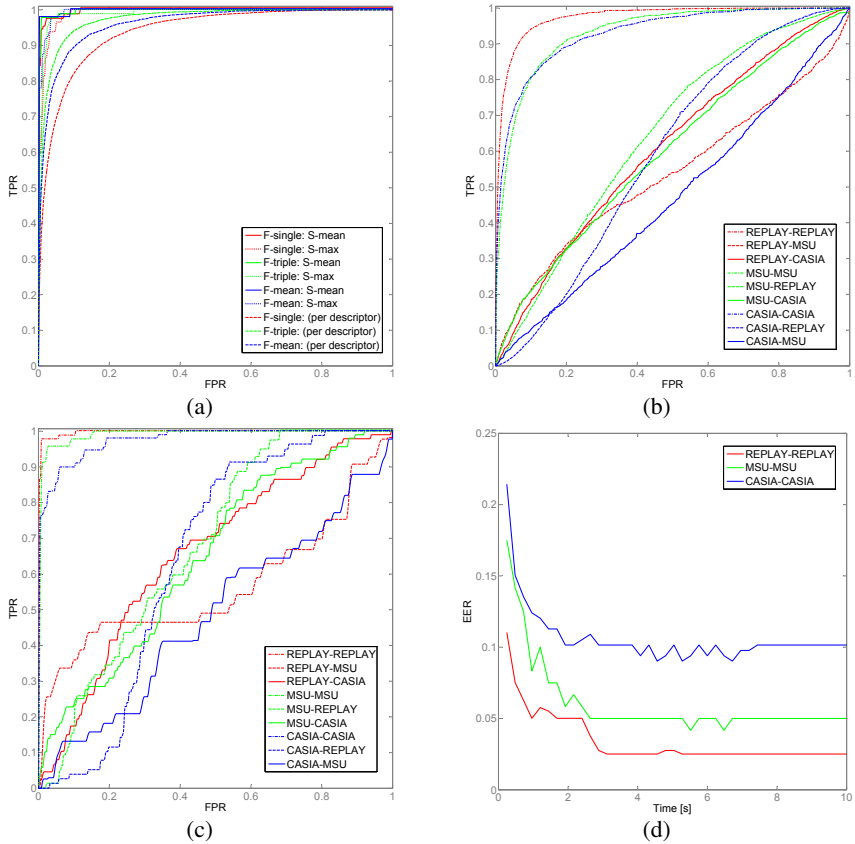 1
0.9
0.8
0.7
0.6
0.5
0.4
0.3
0.2
0.1
0
TPR
F-single: S-mean
F-single: S-max
F-triple: S-mean
F-triple: S-max
F-mean: S-mean
F-mean: S-max
F-single: (per descriptor)
F-triple: (per descriptor)
F-mean: (per descriptor)
0 0.2 0.4 0.6 0.8 1
FPR
(a)
1
0.9
0.8
0.7
0.6
0.5
0.4
0.3
0.2
0.1
0
TPR
REPLAY-REPLAY
REPLAY-MSU
REPLAY-CASIA
MSU-MSU
MSU-REPLAY
MSU-CASIA
CASIA-CASIA
CASIA-REPLAY
CASIA-MSU
0 0.2 0.4 0.6 0.8 1
FPR
(b)
1
0.9
0.8
0.7
0.6
0.5
0.4
0.3
0.2
0.1
0
TPR
REPLAY-REPLAY
REPLAY-MSU
REPLAY-CASIA
MSU-MSU
MSU-REPLAY
MSU-CASIA
CASIA-CASIA
CASIA-REPLAY
CASIA-MSU
0 0.2 0.4 0.6 0.8 1
FPR
(c)
0.25
0.2
0.15
0.1
0.05
0
EER
REPLAY-REPLAY
MSU-MSU
CASIA-CASIA
0 2 4 6 8 10
Time [s]
(d)